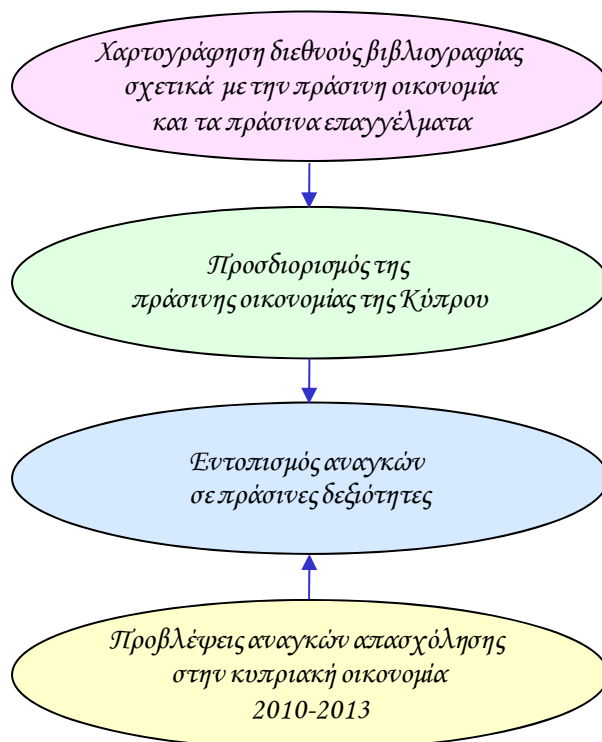 Χαρτογράφηση διεθνούς βιβλιογραφίας
σχετικά με την πράσινη οικονομία
και τα πράσινα επαγγέλματα
Προσδιορισμός της
πράσινης οικονομίας της Κύπρου
Εντοπισμός αναγκών
σε πράσινες δεξιότητες
Προβλέψεις αναγκών απασχόλησης
στην κυπριακή οικονομία
2010-2013